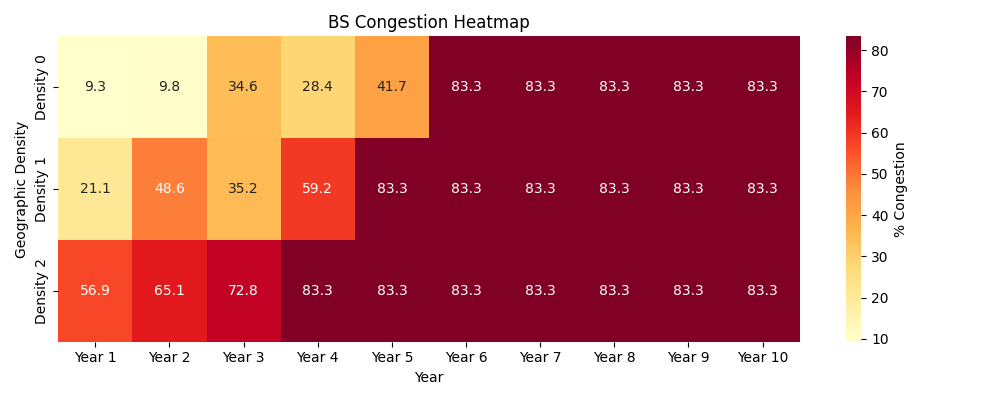 BS Congestion Heatmap
Geographic Density
Density 0
9.3 9.8 34.6 28.4 41.7 83.3 83.3 83.3 83.3 83.3
Density 1
21.1 48.6 35.2 59.2 83.3 83.3 83.3 83.3 83.3 83.3
Density 2
56.9 65.1 72.8 83.3 83.3 83.3 83.3 83.3 83.3 83.3
Year 1 Year 2 Year 3 Year 4 Year 5 Year 6 Year 7 Year 8 Year 9 Year 10
Year
80
70
60
50
40
30
20
10
% Congestion